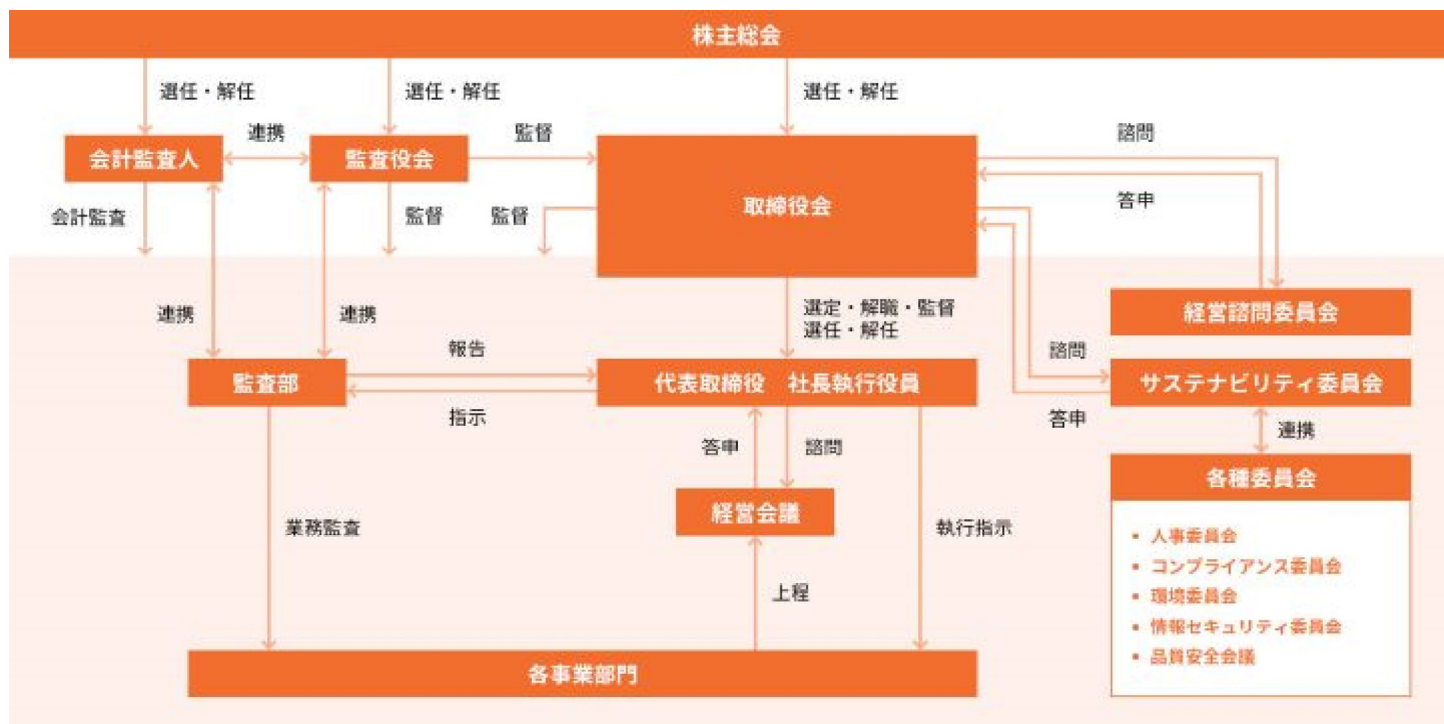 株主総会
選任・解任
選任・解任
選任・解任
連携
監督
諮問
会計監査人
監査役会
取締役会
答申
会計監査
監督
監督
連携
連携
選定・解職・監督
選任・解任
経営諮問委員会
報告
諮問
監査部
代表取締役 社長執行役員
サステナビリティ委員会
指示
答申
連携
答申
諮問
各種委員会
経営会議
業務監査
執行指示
• 人事委員会
• コンプライアンス委員会
• 環境委員会
• 情報セキュリティ委員会
• 品質安全会議
上程
各事業部門